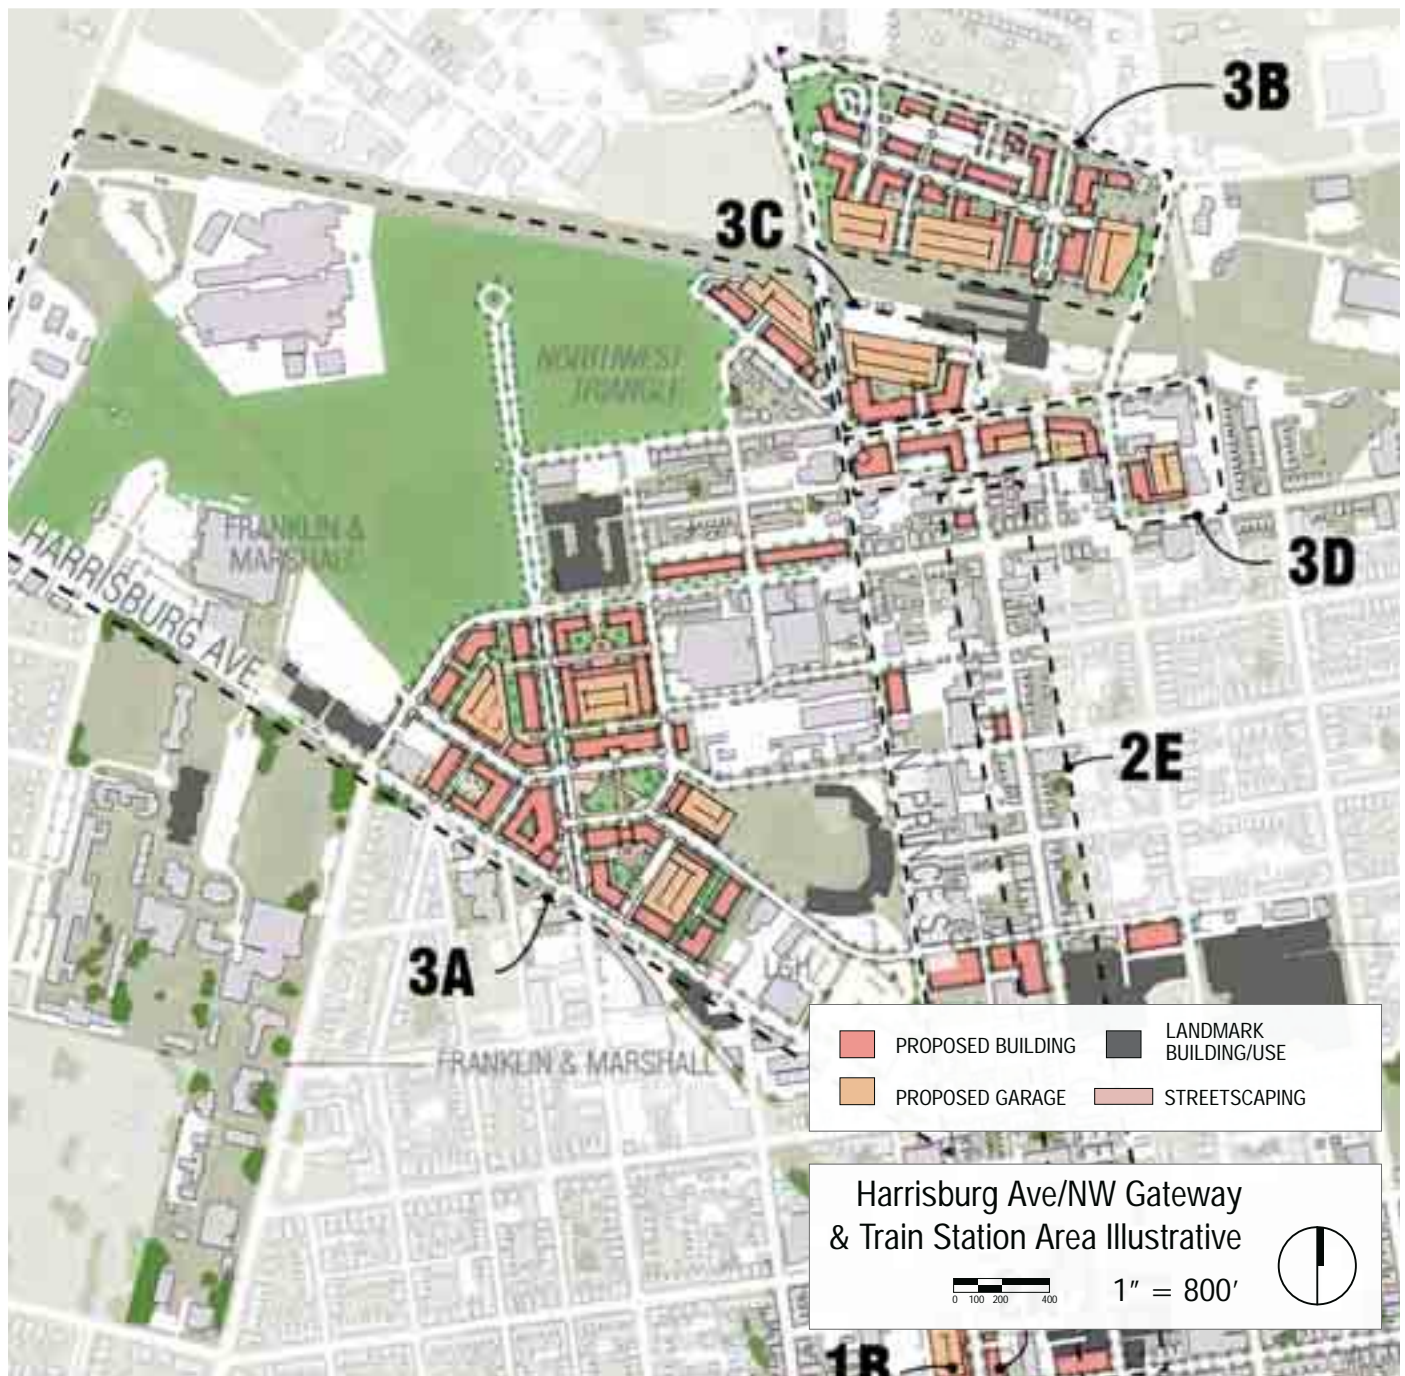 3B
3C
NORTHWEST
TRIANGLE
FRANKLIN &
MARSHALL
HARRISBURG AVE.
3D
2E
N PRINCE ST
3A
LGH
FRANKLIN & MARSHALL
PROPOSED BUILDING
LANDMARK
BUILDING/USE
PROPOSED GARAGE
STREETSCAPING
Harrisburg Ave/NW Gateway
& Train Station Area Illustrative
0 100 200 400
1" = 800'
1B